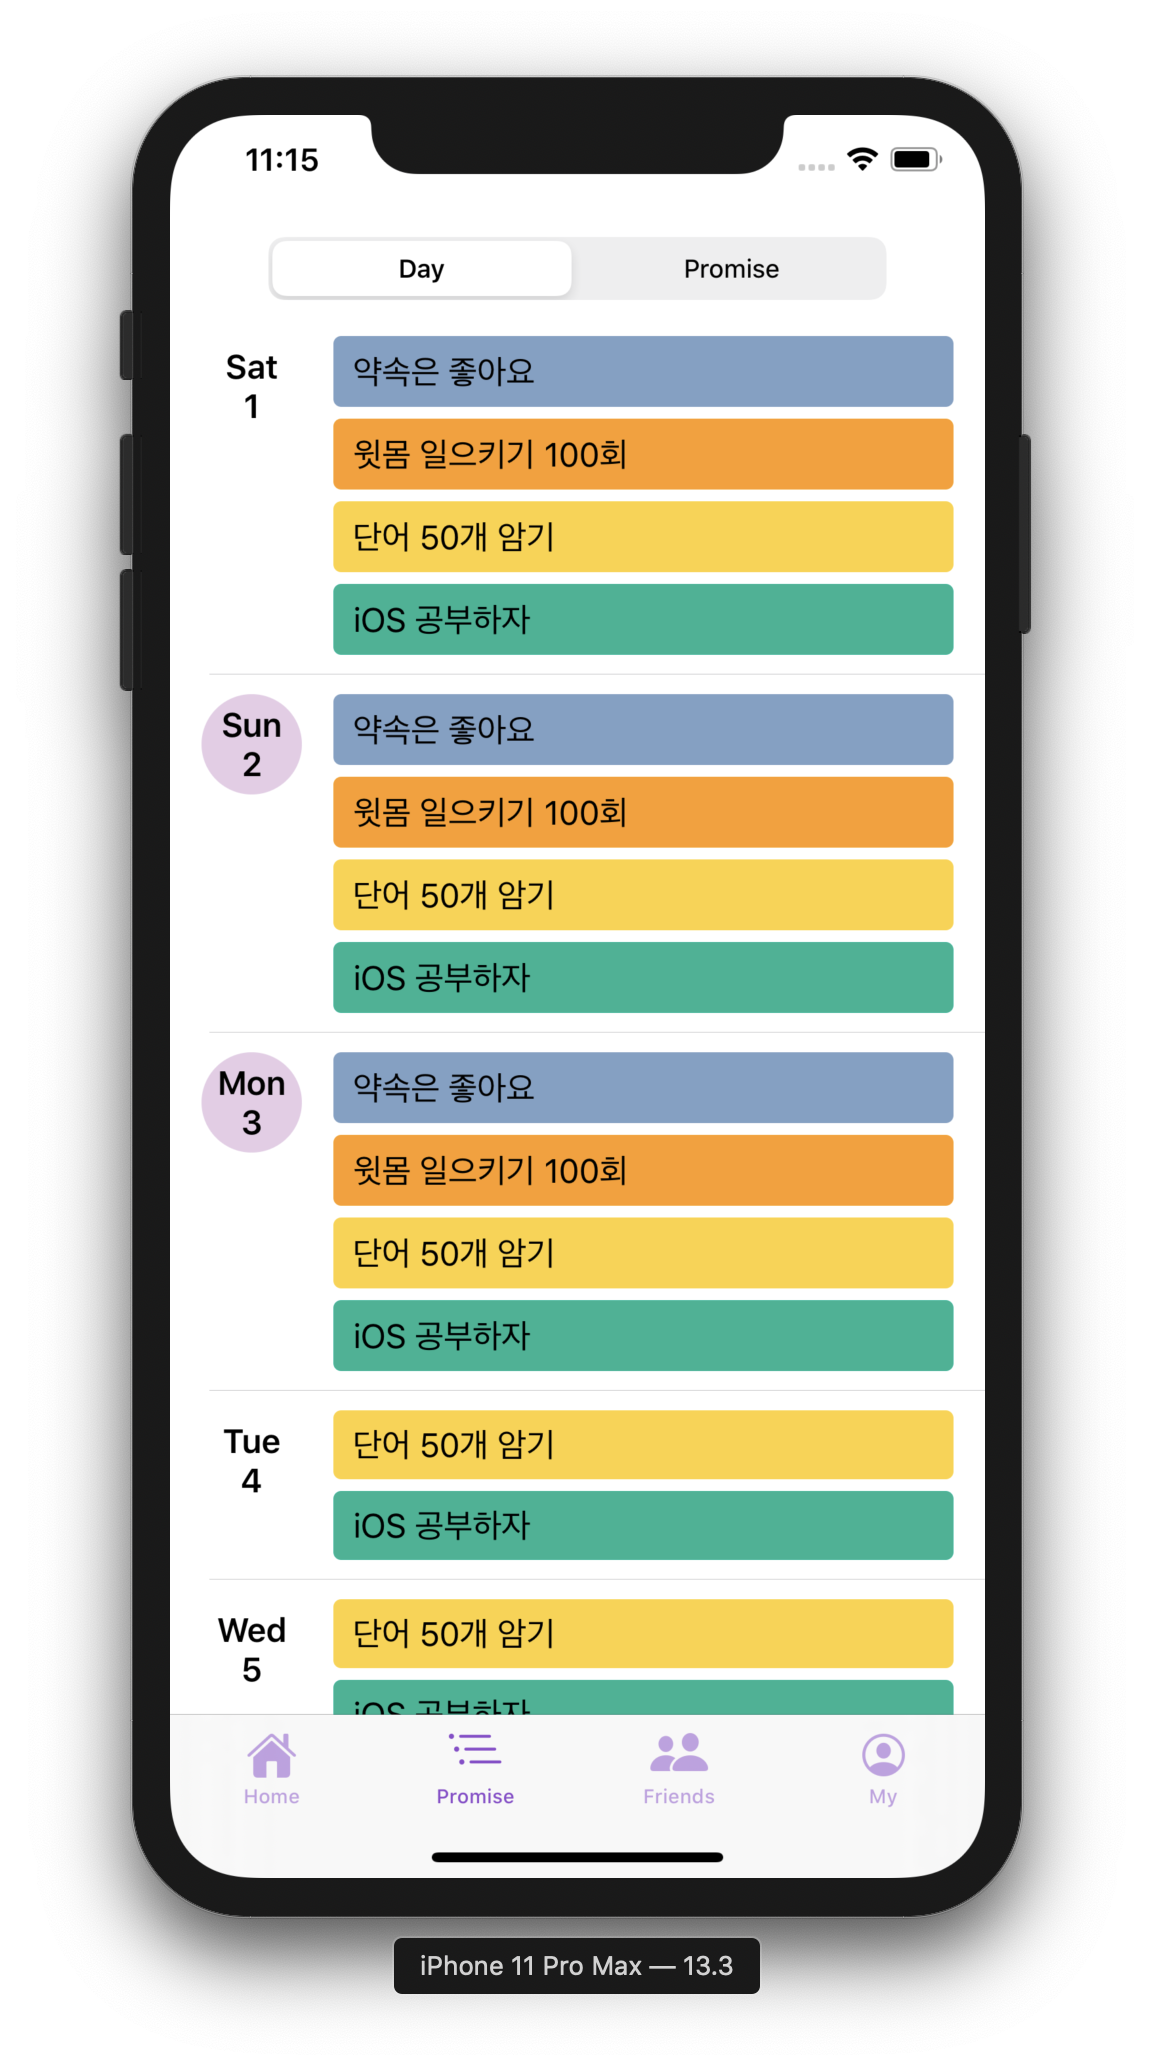 11:15
Day
Promise
Sat
1
약속은 좋아요
윗몸 일으키기 100회
단어 50개 암기
iOS 공부하자
Sun
2
약속은 좋아요
윗몸 일으키기 100회
단어 50개 암기
iOS 공부하자
Mon
3
약속은 좋아요
윗몸 일으키기 100회
단어 50개 암기
iOS 공부하자
Tue
4
단어 50개 암기
iOS 공부하자
Wed
5
단어 50개 암기
iOS 공부하자
Home
Promise
Friends
My
iPhone 11 Pro Max — 13.3